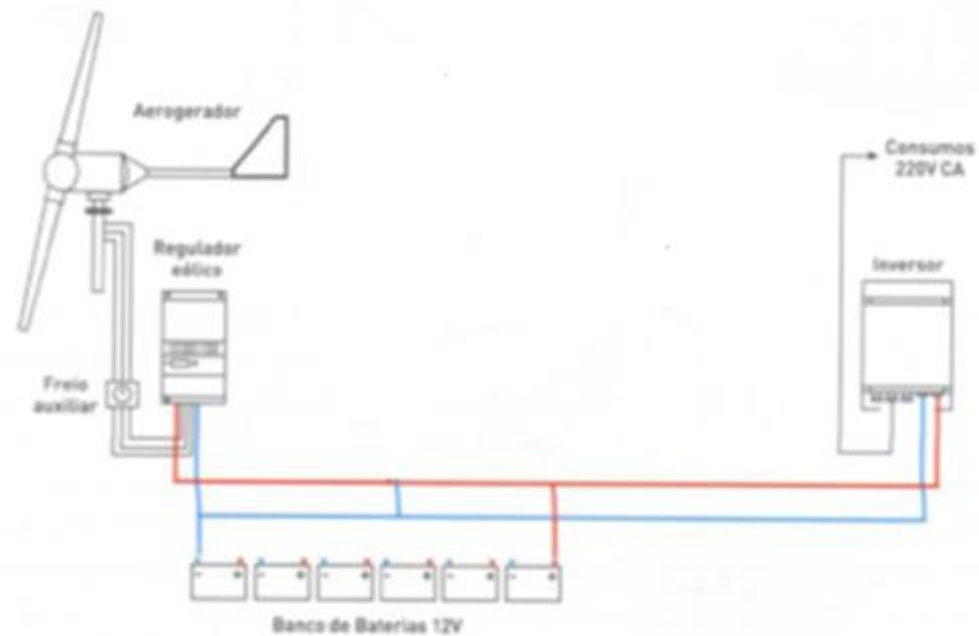 Aerogerador
Consumos
220V CA
Regulador
eólico
Inversor
Freio
auxiliar
- + - + - + - + - + - +
Banco de Baterias 12V